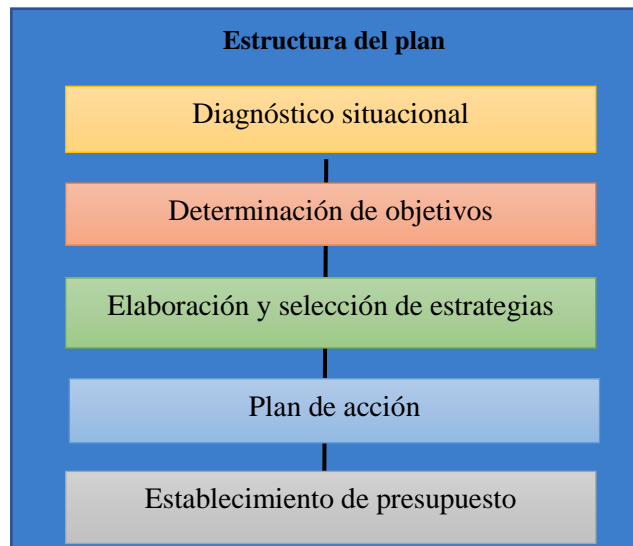 Estructura del plan
Diagnóstico situacional
Determinación de objetivos
Elaboración y selección de estrategias
Plan de acción
Establecimiento de presupuesto